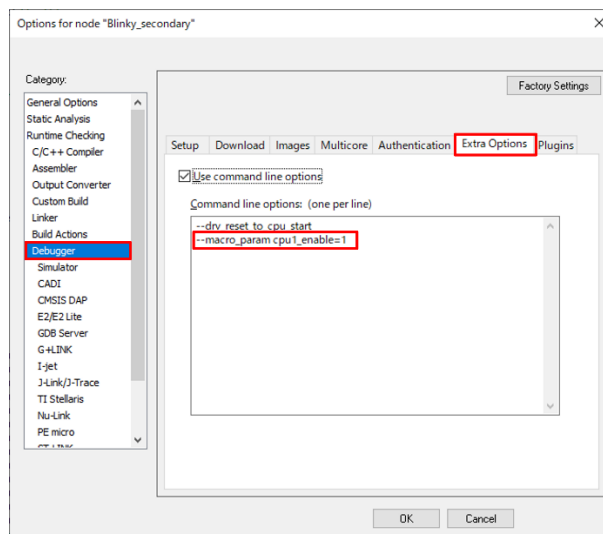 Options for node "Blinky_secondary"
Category:
General Options
Static Analysis
Runtime Checking
C/C++ Compiler
Assembler
Output Converter
Custom Build
Linker
Build Actions
Debugger
Simulator
CADI
CMSIS DAP
E2/E2 Lite
GDB Server
G+LINK
I-jet
J-Link/J-Trace
TI Stellaris
Nu-Link
PE micro
ST-LINK
Factory Settings
Setup Download Images Multicore Authentication Extra Options Plugins
Use command line options
Command line options: (one per line)
--drv_reset_to_cpu_start
--macro_param cpu1_enable=1
OK Cancel